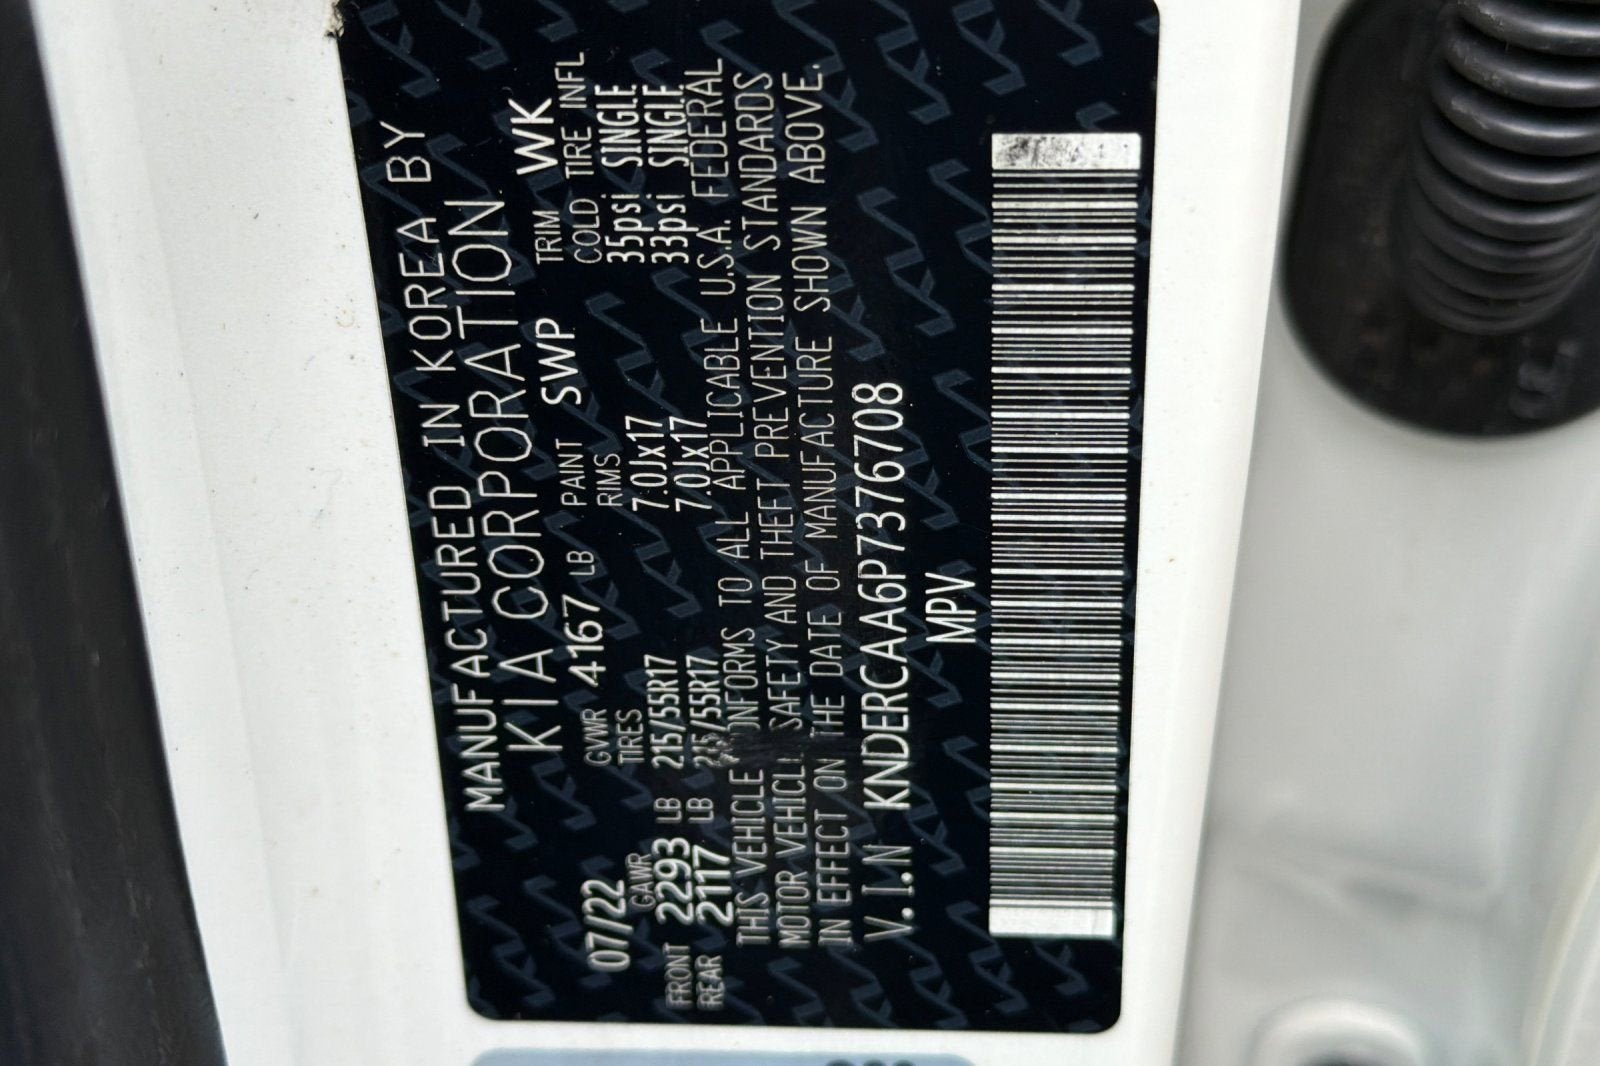 MANUFACTURED IN KOREA BY
KIA CORPORATION
07/22 GVWR 4167 LB PAINT SWP TRIM WK
GAWR TIRES RIMS COLD TIRE INFL
FRONT 2293 LB 215/55R17 7.0Jx17 35psi SINGLE
REAR 2117 LB 215/55R17 7.0Jx17 33psi SINGLE
THIS VEHICLE CONFORMS TO ALL APPLICABLE U.S.A. FEDERAL
MOTOR VEHICLE SAFETY AND THEFT PREVENTION STANDARDS
IN EFFECT ON THE DATE OF MANUFACTURE SHOWN ABOVE.
V.I.N KNDERCAA6P7376708
MPV